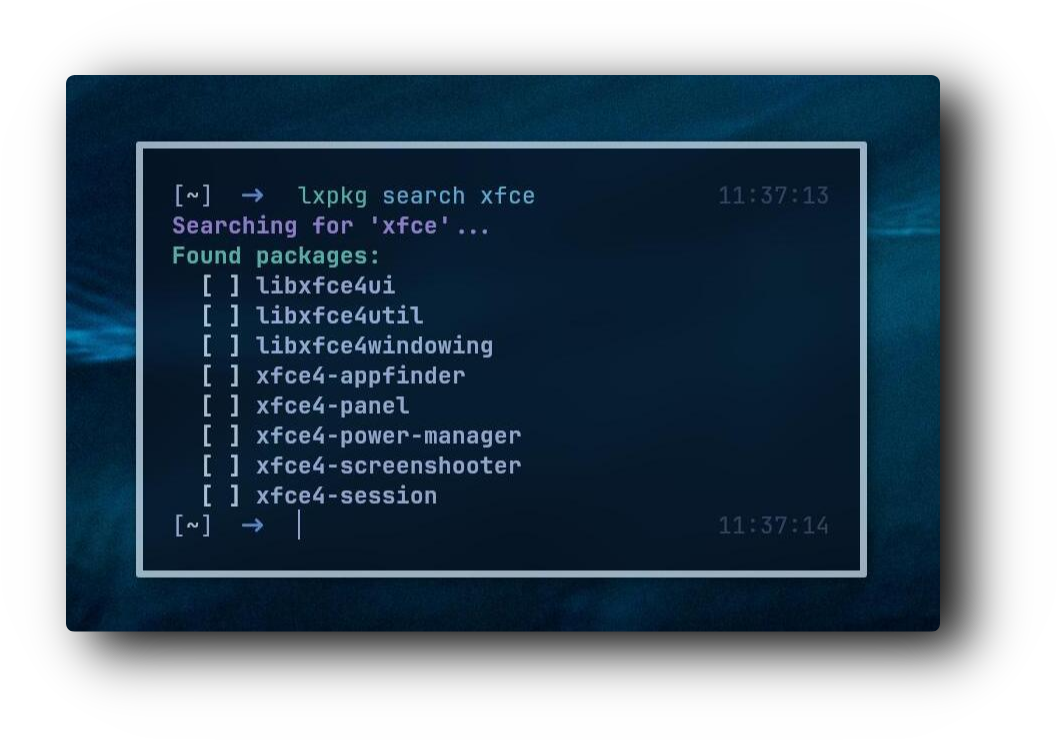 [~] → lxpkg search xfce 11:37:13
Searching for 'xfce'...
Found packages:
[ ] libxfce4ui
[ ] libxfce4util
[ ] libxfce4windowing
[ ] xfce4-appfinder
[ ] xfce4-panel
[ ] xfce4-power-manager
[ ] xfce4-screenshooter
[ ] xfce4-session
[~] → 11:37:14